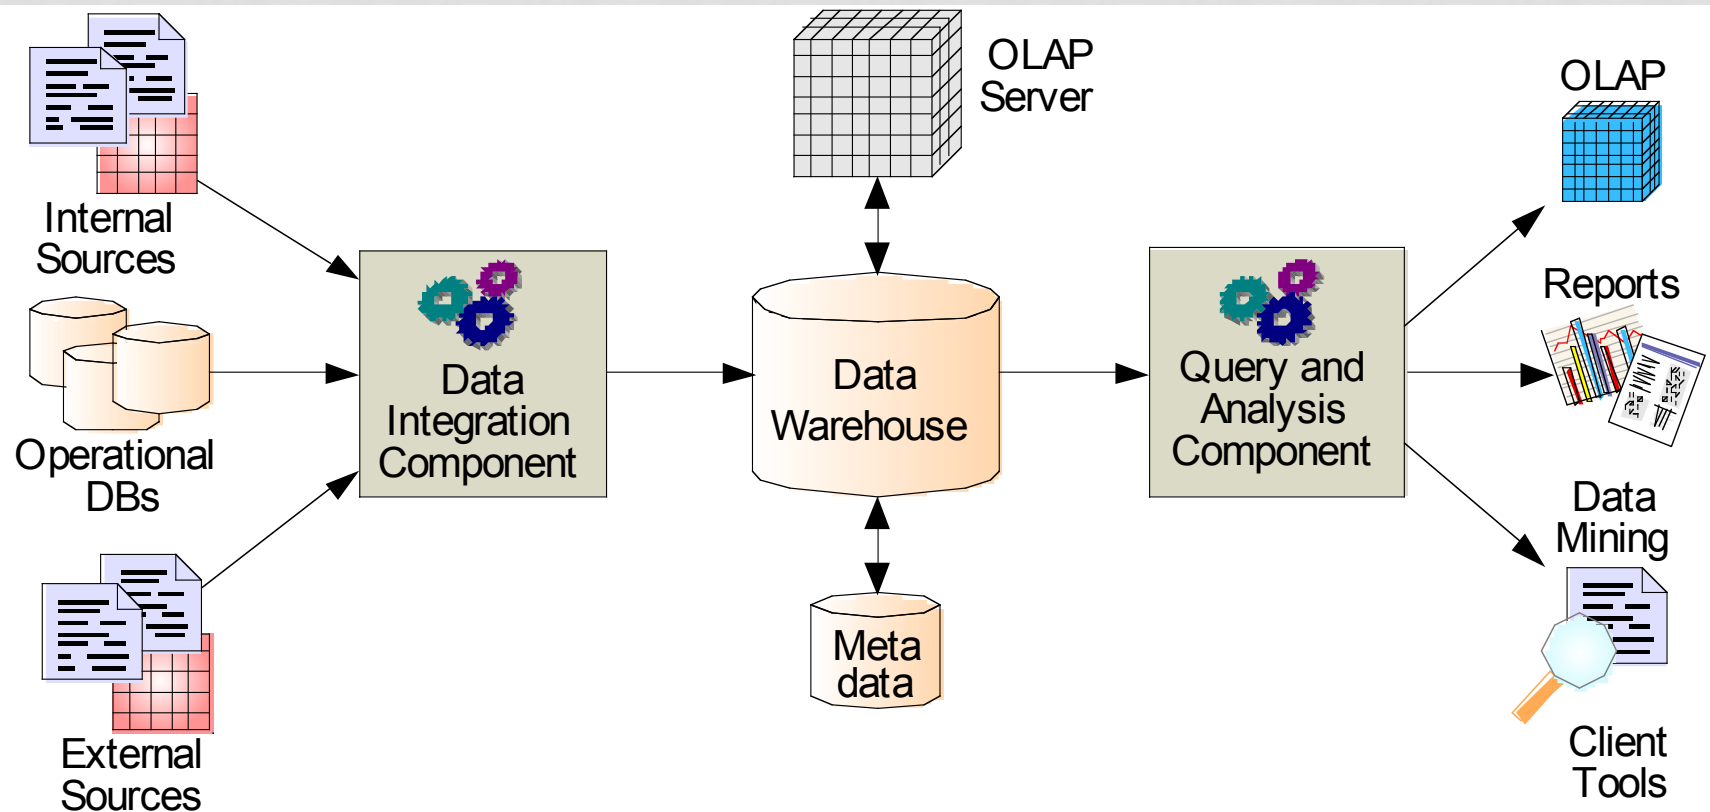 Internal
Sources
Operational
DBs
External
Sources
Data
Integration
Component
OLAP
Server
Data
Warehouse
Meta
data
Query and
Analysis
Component
OLAP
Reports
Data
Mining
Client
Tools